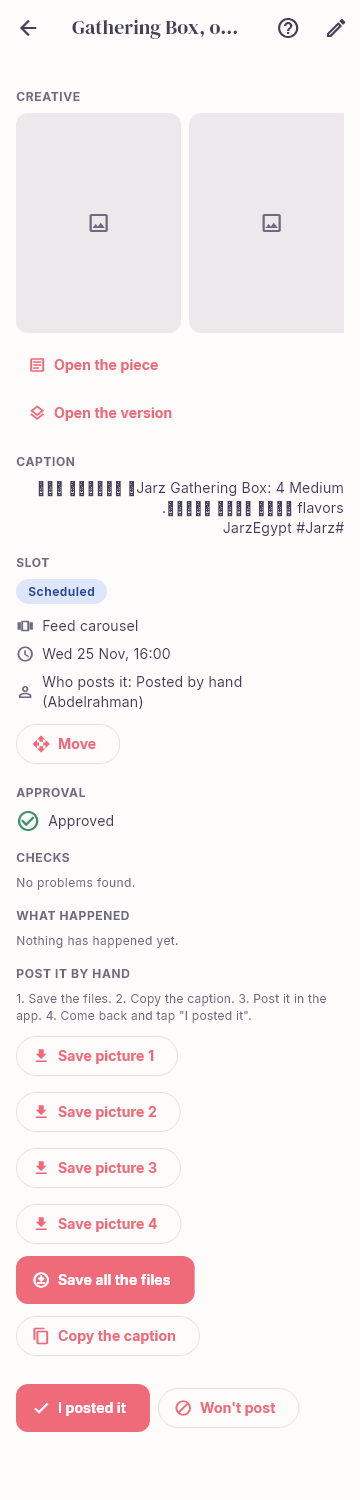 Gathering Box, o...
CREATIVE
Open the piece
Open the version
CAPTION
Jarz Gathering Box: 4 Medium
flavors
#JarzEgypt #Jarz
SLOT
Scheduled
Feed carousel
Wed 25 Nov, 16:00
Who posts it: Posted by hand
(Abdelrahman)
Move
APPROVAL
Approved
CHECKS
No problems found.
WHAT HAPPENED
Nothing has happened yet.
POST IT BY HAND
1. Save the files. 2. Copy the caption. 3. Post it in the
app. 4. Come back and tap "I posted it".
Save picture 1
Save picture 2
Save picture 3
Save picture 4
Save all the files
Copy the caption
I posted it
Won't post